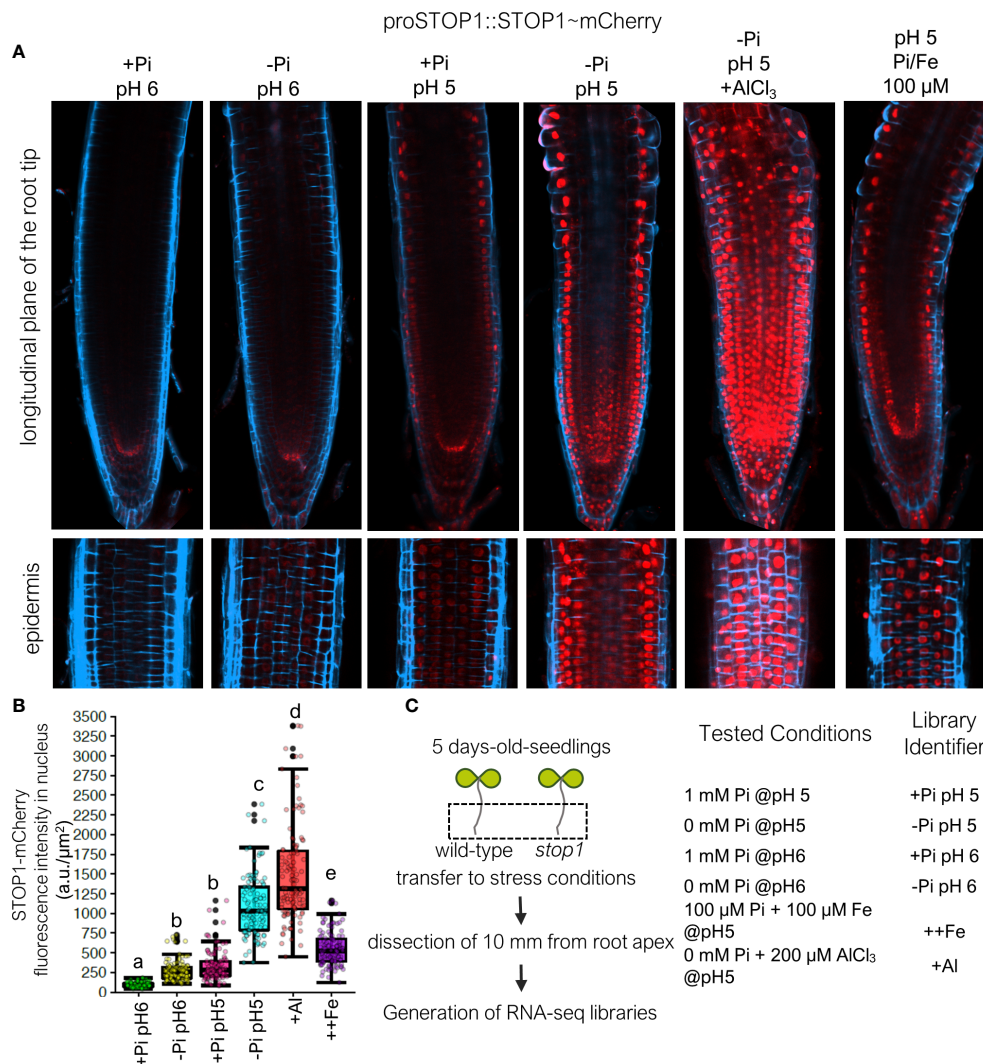 proSTOP1::STOP1~mCherry
A
+Pi
pH 6
-Pi
pH 6
+Pi
pH 5
-Pi
pH 5
-Pi
pH 5
+AlCl₃
pH 5
Pi/Fe
100 µM
longitudinal plane of the root tip
epidermis
B
STOP1-mCherry
fluorescence intensity in nucleus
(a.u./µm²)
3500
3250
3000
2750
2500
2250
2000
1750
1500
1250
1000
750
500
250
0
a
b
b
c
d
e
+Pi pH6
-Pi pH6
+Pi pH5
-Pi pH5
+Al
++Fe
C
5 days-old-seedlings
wild-type
stop1
transfer to stress conditions
dissection of 10 mm from root apex
Generation of RNA-seq libraries
Tested Conditions
Library
Identifier
1 mM Pi @pH 5
+Pi pH 5
0 mM Pi @pH5
-Pi pH 5
1 mM Pi @pH6
+Pi pH 6
0 mM Pi @pH6
-Pi pH 6
100 µM Pi + 100 µM Fe
@pH5
++Fe
0 mM Pi + 200 µM AlCl₃
@pH5
+Al